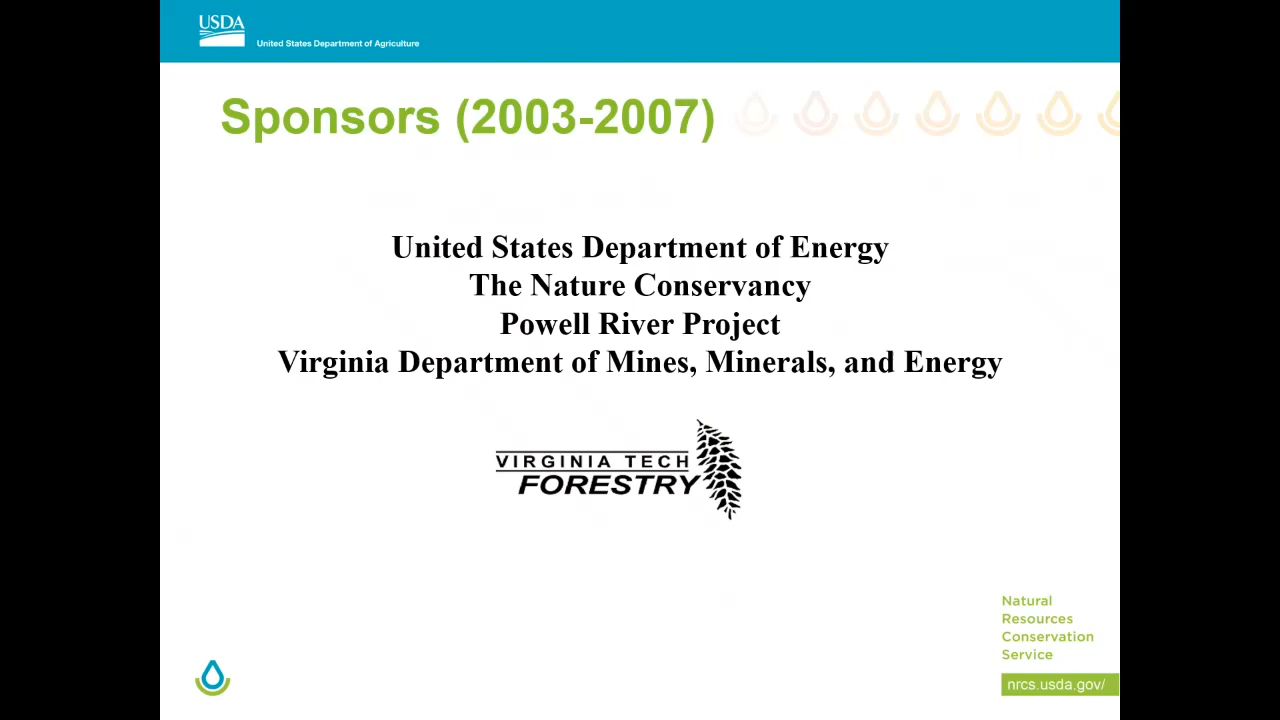 USDA
United States Department of Agriculture
Sponsors (2003-2007)
United States Department of Energy
The Nature Conservancy
Powell River Project
Virginia Department of Mines, Minerals, and Energy
VIRGINIA TECH
FORESTRY
Natural
Resources
Conservation
Service
nrcs.usda.gov/